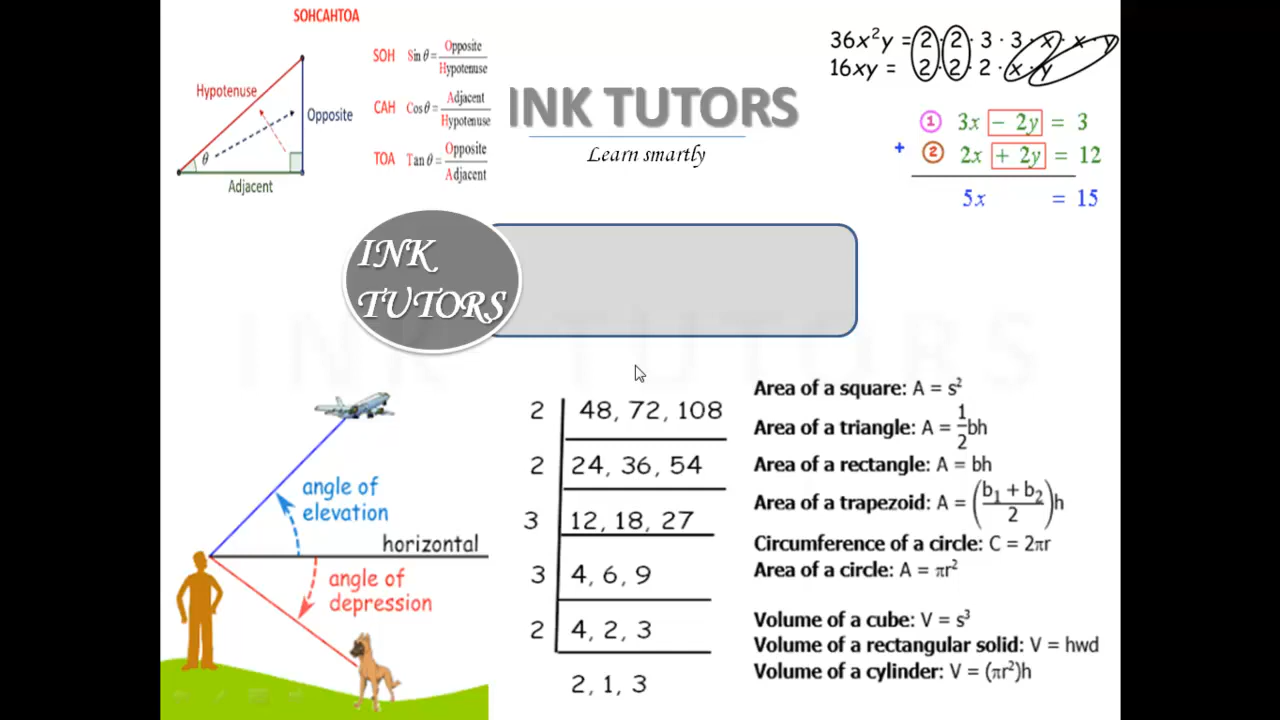 SOHCAHTOA
Hypotenuse
Opposite
θ
Adjacent
SOH Sin θ = Opposite / Hypotenuse
CAH Cos θ = Adjacent / Hypotenuse
TOA Tan θ = Opposite / Adjacent
INK TUTORS
Learn smartly
36x²y = 2 · 2 · 3 · 3 · x · x · y
16xy = 2 · 2 · 2 · x · y
1 3x − 2y = 3
+ 2 2x + 2y = 12
5x = 15
INK
TUTORS
INK TUTORS
angle of
elevation
horizontal
angle of
depression
2 48, 72, 108
2 24, 36, 54
3 12, 18, 27
3 4, 6, 9
2 4, 2, 3
2, 1, 3
Area of a square: A = s²
Area of a triangle: A = 1/2 bh
Area of a rectangle: A = bh
Area of a trapezoid: A = (b₁ + b₂ / 2)h
Circumference of a circle: C = 2πr
Area of a circle: A = πr²
Volume of a cube: V = s³
Volume of a rectangular solid: V = hwd
Volume of a cylinder: V = (πr²)h